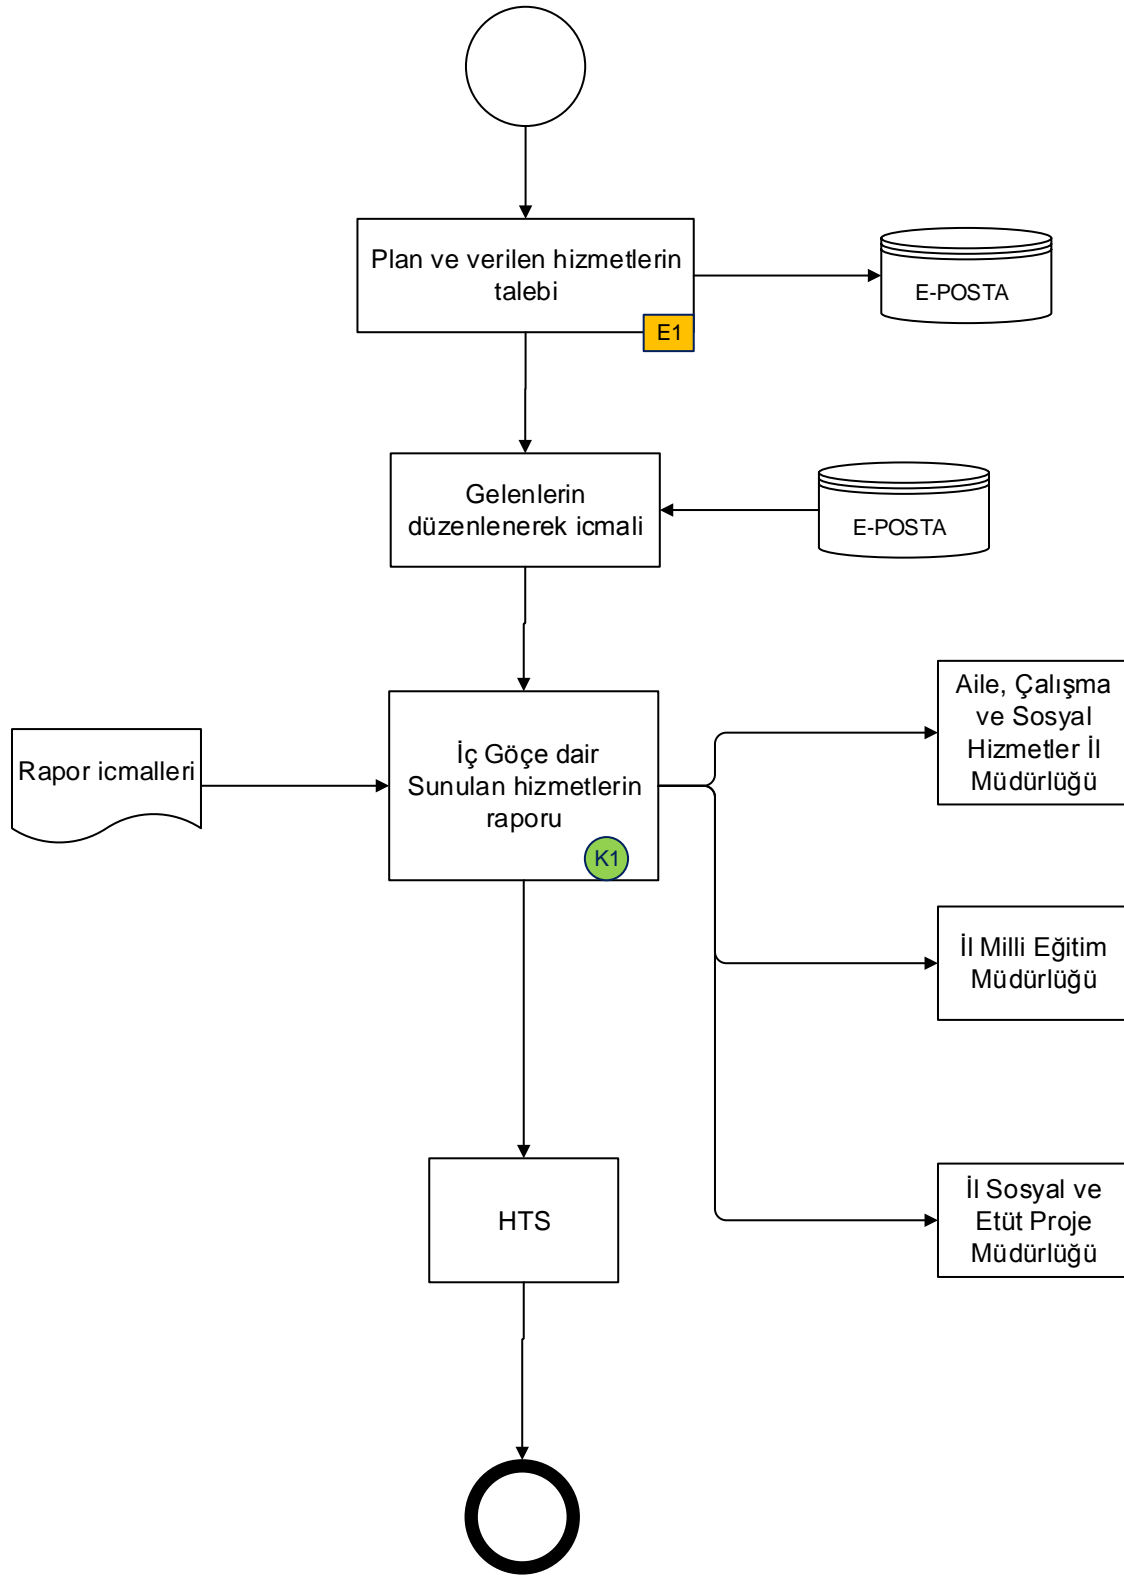 Plan ve verilen hizmetlerin
talebi
E1
E-POSTA
Gelenlerin
düzenlenerek icmali
E-POSTA
Rapor icmalleri
İç Göçe dair
Sunulan hizmetlerin
raporu
K1
Aile, Çalışma
ve Sosyal
Hizmetler İl
Müdürlüğü
İl Milli Eğitim
Müdürlüğü
İl Sosyal ve
Etüt Proje
Müdürlüğü
HTS